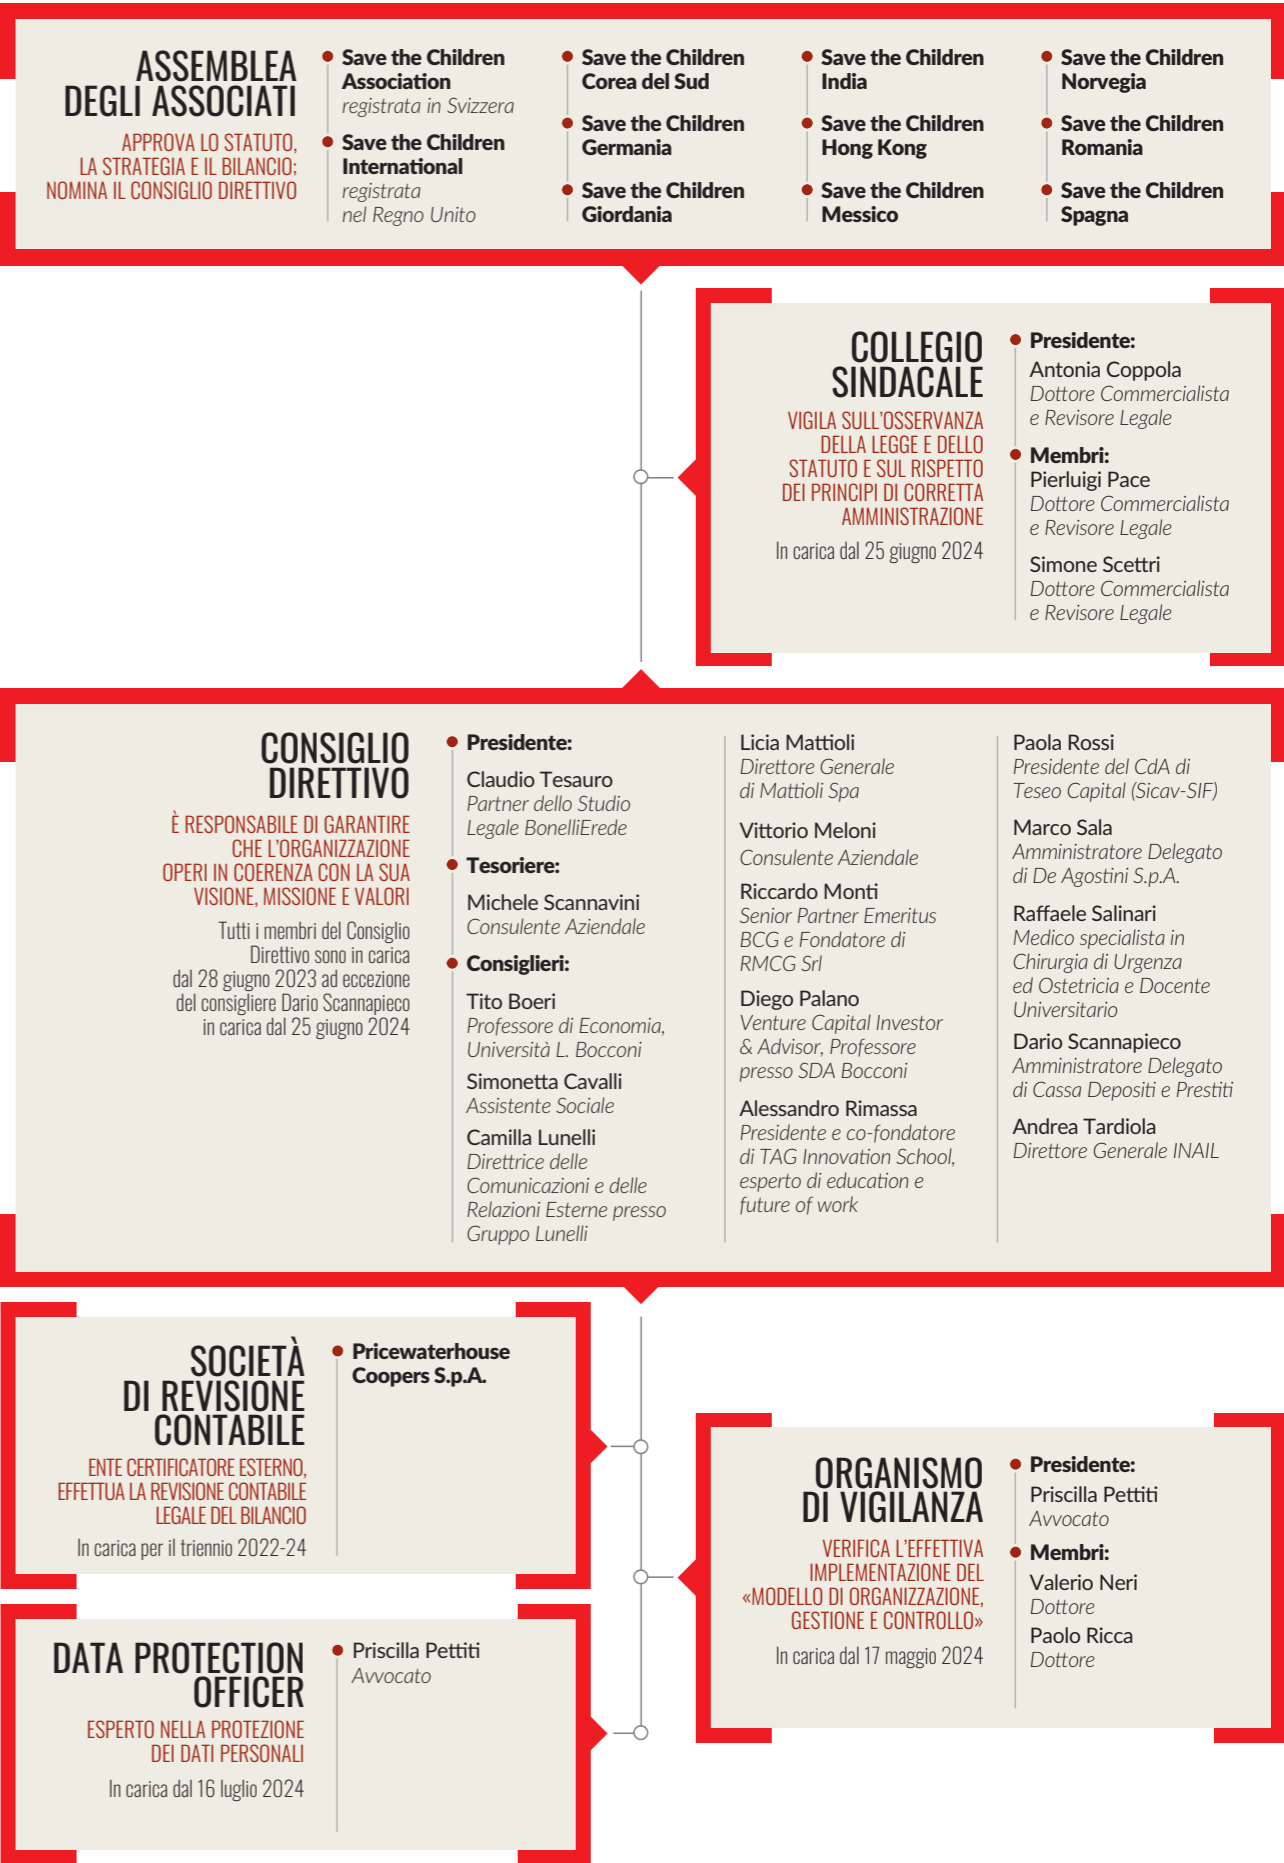 ASSEMBLEA
DEGLI ASSOCIATI
APPROVA LO STATUTO,
LA STRATEGIA E IL BILANCIO;
NOMINA IL CONSIGLIO DIRETTIVO
Save the Children
Association
registrata in Svizzera
Save the Children
International
registrata
nel Regno Unito
Save the Children
Corea del Sud
Save the Children
Germania
Save the Children
Giordania
Save the Children
India
Save the Children
Hong Kong
Save the Children
Messico
Save the Children
Norvegia
Save the Children
Romania
Save the Children
Spagna
COLLEGIO
SINDACALE
VIGILA SULL'OSSERVANZA
DELLA LEGGE E DELLO
STATUTO E SUL RISPETTO
DEI PRINCIPI DI CORRETTA
AMMINISTRAZIONE
In carica dal 25 giugno 2024
Presidente:
Antonia Coppola
Dottore Commercialista
e Revisore Legale
Membri:
Pierluigi Pace
Dottore Commercialista
e Revisore Legale
Simone Scettri
Dottore Commercialista
e Revisore Legale
CONSIGLIO
DIRETTIVO
È RESPONSABILE DI GARANTIRE
CHE L'ORGANIZZAZIONE
OPERI IN COERENZA CON LA SUA
VISIONE, MISSIONE E VALORI
Tutti i membri del Consiglio
Direttivo sono in carica
dal 28 giugno 2023 ad eccezione
del consigliere Dario Scannapieco
in carica dal 25 giugno 2024
Presidente:
Claudio Tesauro
Partner dello Studio
Legale BonelliErede
Tesoriere:
Michele Scannavini
Consulente Aziendale
Consiglieri:
Tito Boeri
Professore di Economia,
Università L. Bocconi
Simonetta Cavalli
Assistente Sociale
Camilla Lunelli
Direttrice delle
Comunicazioni e delle
Relazioni Esterne presso
Gruppo Lunelli
Licia Mattioli
Direttore Generale
di Mattioli Spa
Vittorio Meloni
Consulente Aziendale
Riccardo Monti
Senior Partner Emeritus
BCG e Fondatore di
RMCG Srl
Diego Palano
Venture Capital Investor
& Advisor, Professore
presso SDA Bocconi
Alessandro Rimassa
Presidente e co-fondatore
di TAG Innovation School,
esperto di education e
future of work
Paola Rossi
Presidente del CdA di
Teseo Capital (Sicav-SIF)
Marco Sala
Amministratore Delegato
di De Agostini S.p.A.
Raffaele Salinari
Medico specialista in
Chirurgia di Urgenza
ed Ostetricia e Docente
Universitario
Dario Scannapieco
Amministratore Delegato
di Cassa Depositi e Prestiti
Andrea Tardiola
Direttore Generale INAIL
SOCIETÀ
DI REVISIONE
CONTABILE
ENTE CERTIFICATORE ESTERNO,
EFFETTUA LA REVISIONE CONTABILE
LEGALE DEL BILANCIO
In carica per il triennio 2022-24
Pricewaterhouse
Coopers S.p.A.
ORGANISMO
DI VIGILANZA
VERIFICA L'EFFETTIVA
IMPLEMENTAZIONE DEL
«MODELLO DI ORGANIZZAZIONE,
GESTIONE E CONTROLLO»
In carica dal 17 maggio 2024
Presidente:
Priscilla Pettiti
Avvocato
Membri:
Valerio Neri
Dottore
Paolo Ricca
Dottore
DATA PROTECTION
OFFICER
ESPERTO NELLA PROTEZIONE
DEI DATI PERSONALI
In carica dal 16 luglio 2024
Priscilla Pettiti
Avvocato